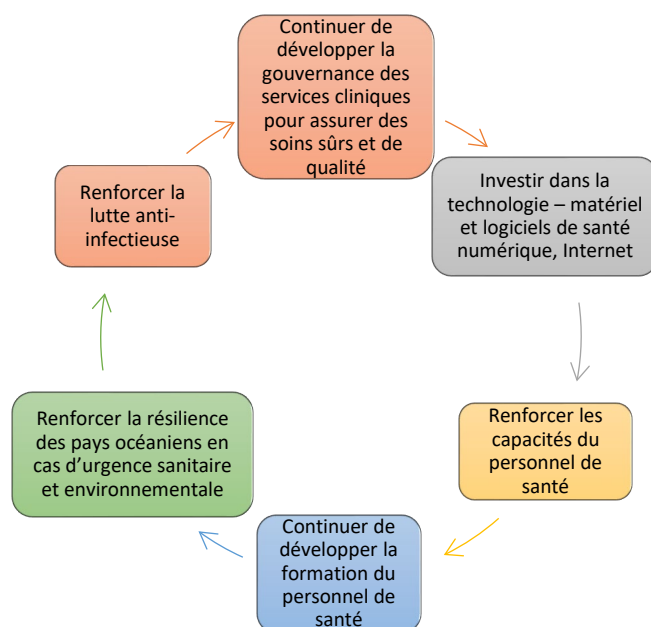 Continuer de
développer la
gouvernance des
services cliniques
pour assurer des
soins sûrs et de
qualité
Investir dans la
technologie – matériel
et logiciels de santé
numérique, Internet
Renforcer les
capacités du
personnel de
santé
Continuer de
développer la
formation du
personnel de
santé
Renforcer la résilience
des pays océaniens en
cas d’urgence sanitaire
et environnementale
Renforcer la
lutte anti-
infectieuse